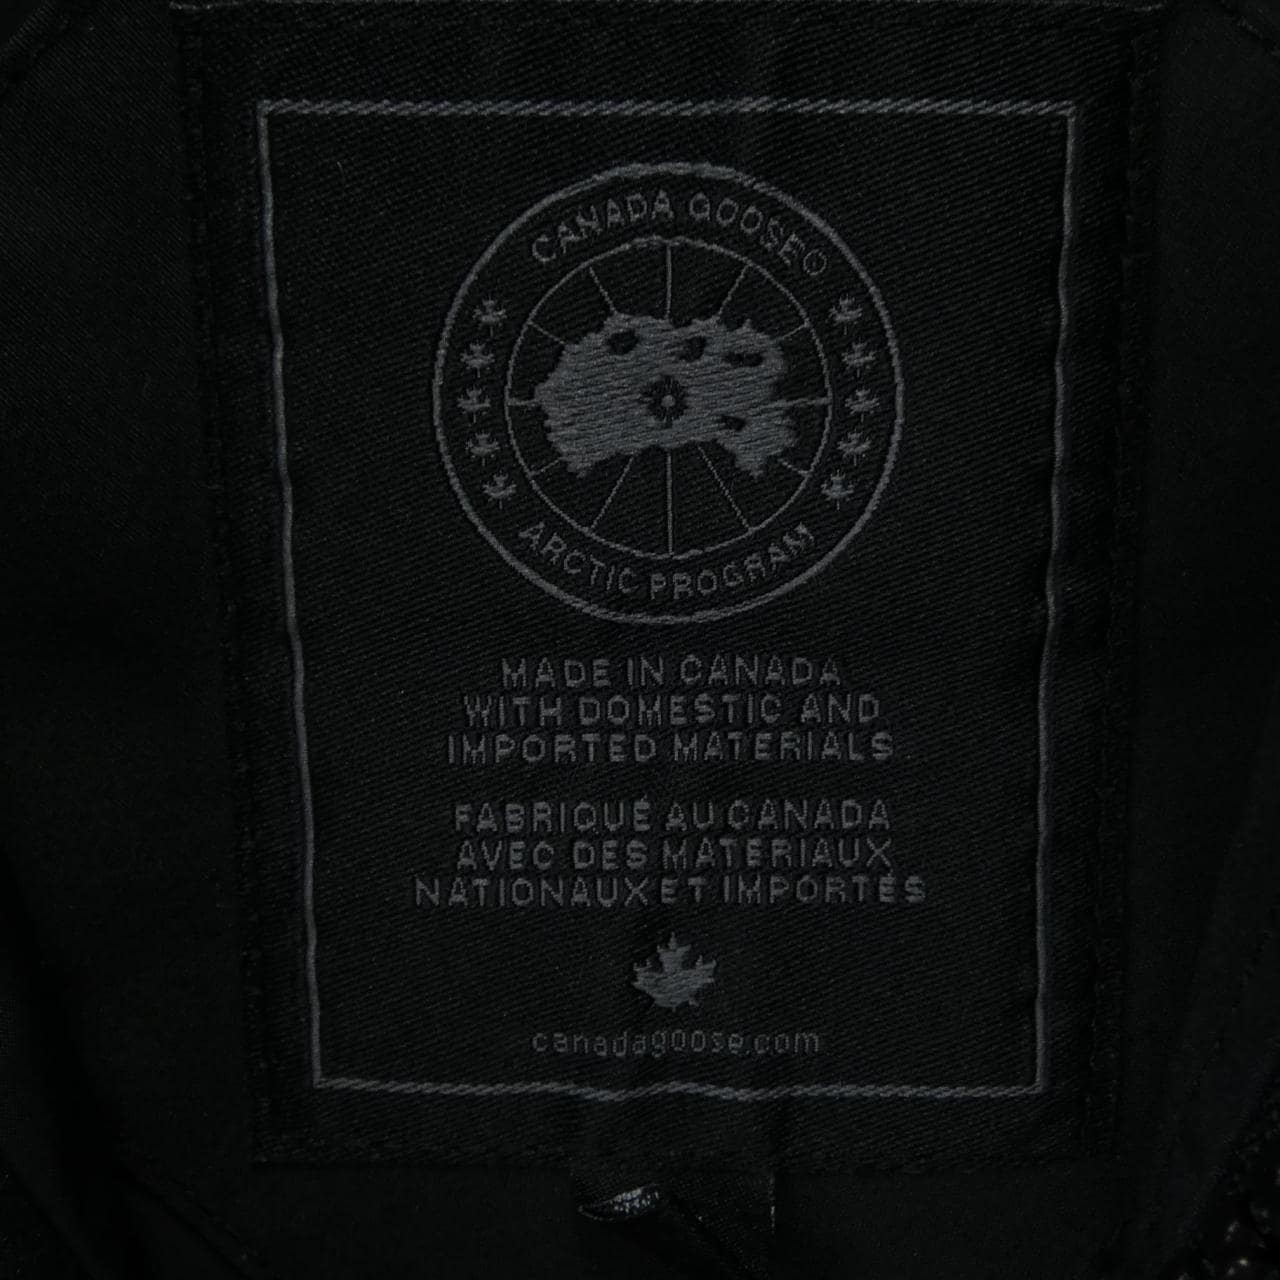 CANADA GOOSE®
ARCTIC PROGRAM
MADE IN CANADA
WITH DOMESTIC AND
IMPORTED MATERIALS
FABRIQUÉ AU CANADA
AVEC DES MATERIAUX
NATIONAUX ET IMPORTÉS
canadagoose.com